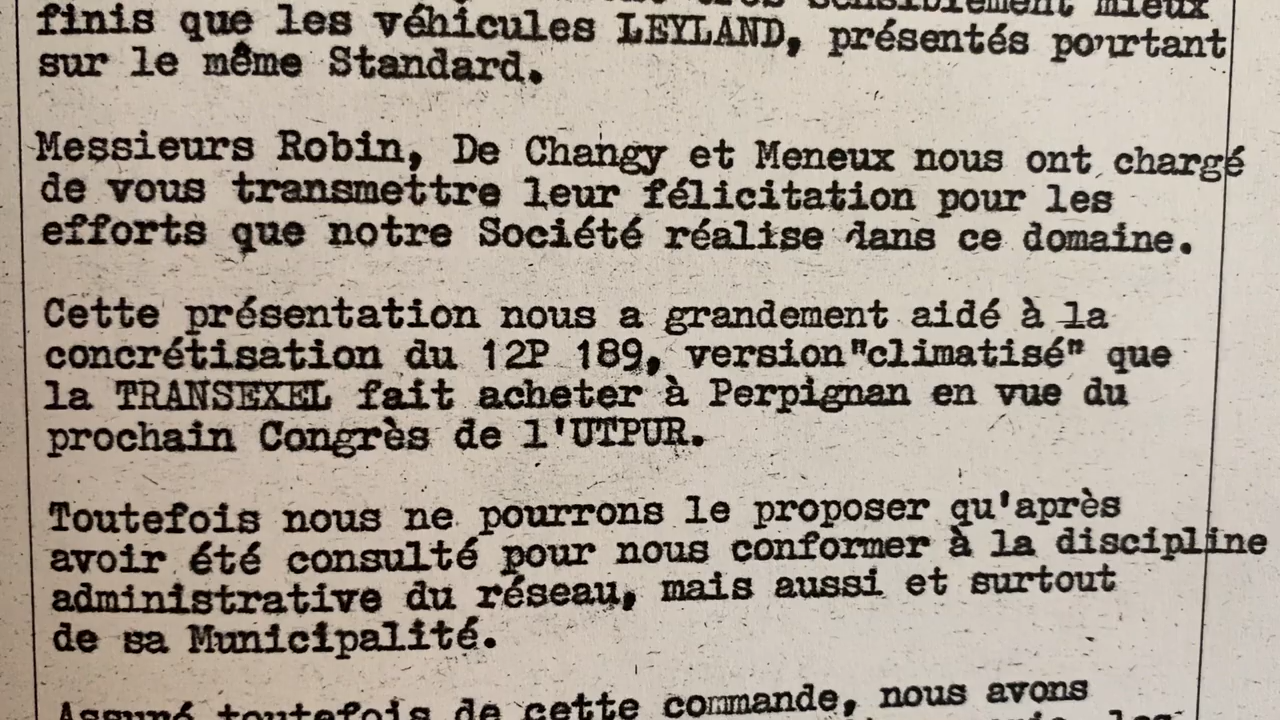 sensiblement mieux
finis que les véhicules LEYLAND, présentés pourtant
sur le même Standard.
Messieurs Robin, De Changy et Meneux nous ont chargé
de vous transmettre leur félicitation pour les
efforts que notre Société réalise dans ce domaine.
Cette présentation nous a grandement aidé à la
concrétisation du 12P 189, version"climatisé" que
la TRANSEXEL fait acheter à Perpignan en vue du
prochain Congrès de l'UTPUR.
Toutefois nous ne pourrons le proposer qu'après
avoir été consulté pour nous conformer à la discipline
administrative du réseau, mais aussi et surtout
de sa Municipalité.
Assuré toutefois de cette commande, nous avons